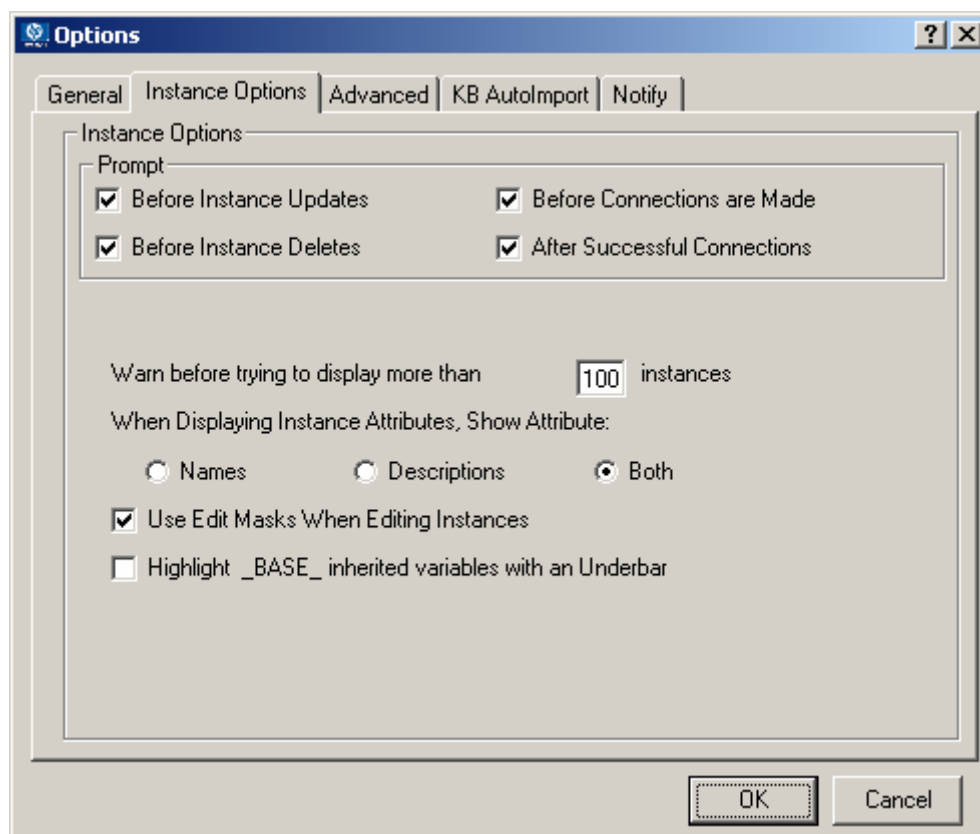 Options
General Instance Options Advanced KB AutoImport Notify
Instance Options
Prompt
Before Instance Updates Before Connections are Made
Before Instance Deletes After Successful Connections
Warn before trying to display more than 100 instances
When Displaying Instance Attributes, Show Attribute:
Names Descriptions Both
Use Edit Masks When Editing Instances
Highlight _BASE_ inherited variables with an Underbar
OK Cancel